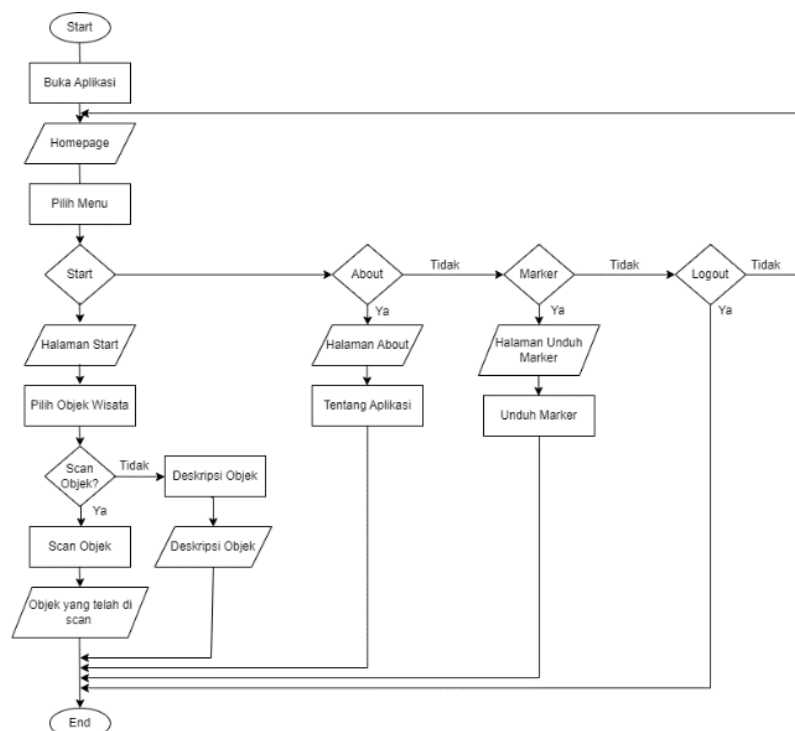 Start
Buka Aplikasi
Homepage
Pilih Menu
Start
About
Tidak
Marker
Tidak
Logout
Tidak
Ya
Ya
Ya
Halaman Start
Halaman About
Halaman Unduh
Marker
Pilih Objek Wisata
Tentang Aplikasi
Unduh Marker
Scan
Objek?
Tidak
Deskripsi Objek
Ya
Scan Objek
Deskripsi Objek
Objek yang telah di
scan
End